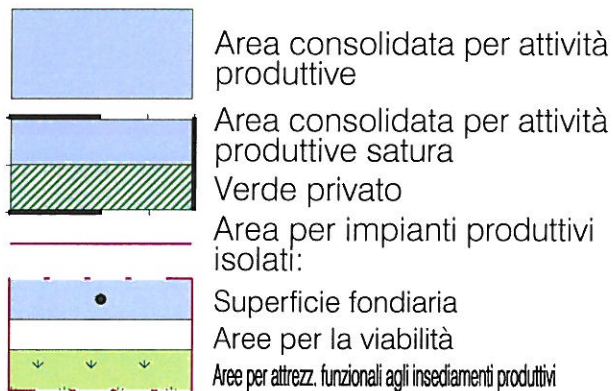 Area consolidata per attività
produttive
Area consolidata per attività
produttive satura
Verde privato
Area per impianti produttivi
isolati:
Superficie fondiaria
Aree per la viabilità
Aree per attrezz. funzionali agli insediamenti produttivi